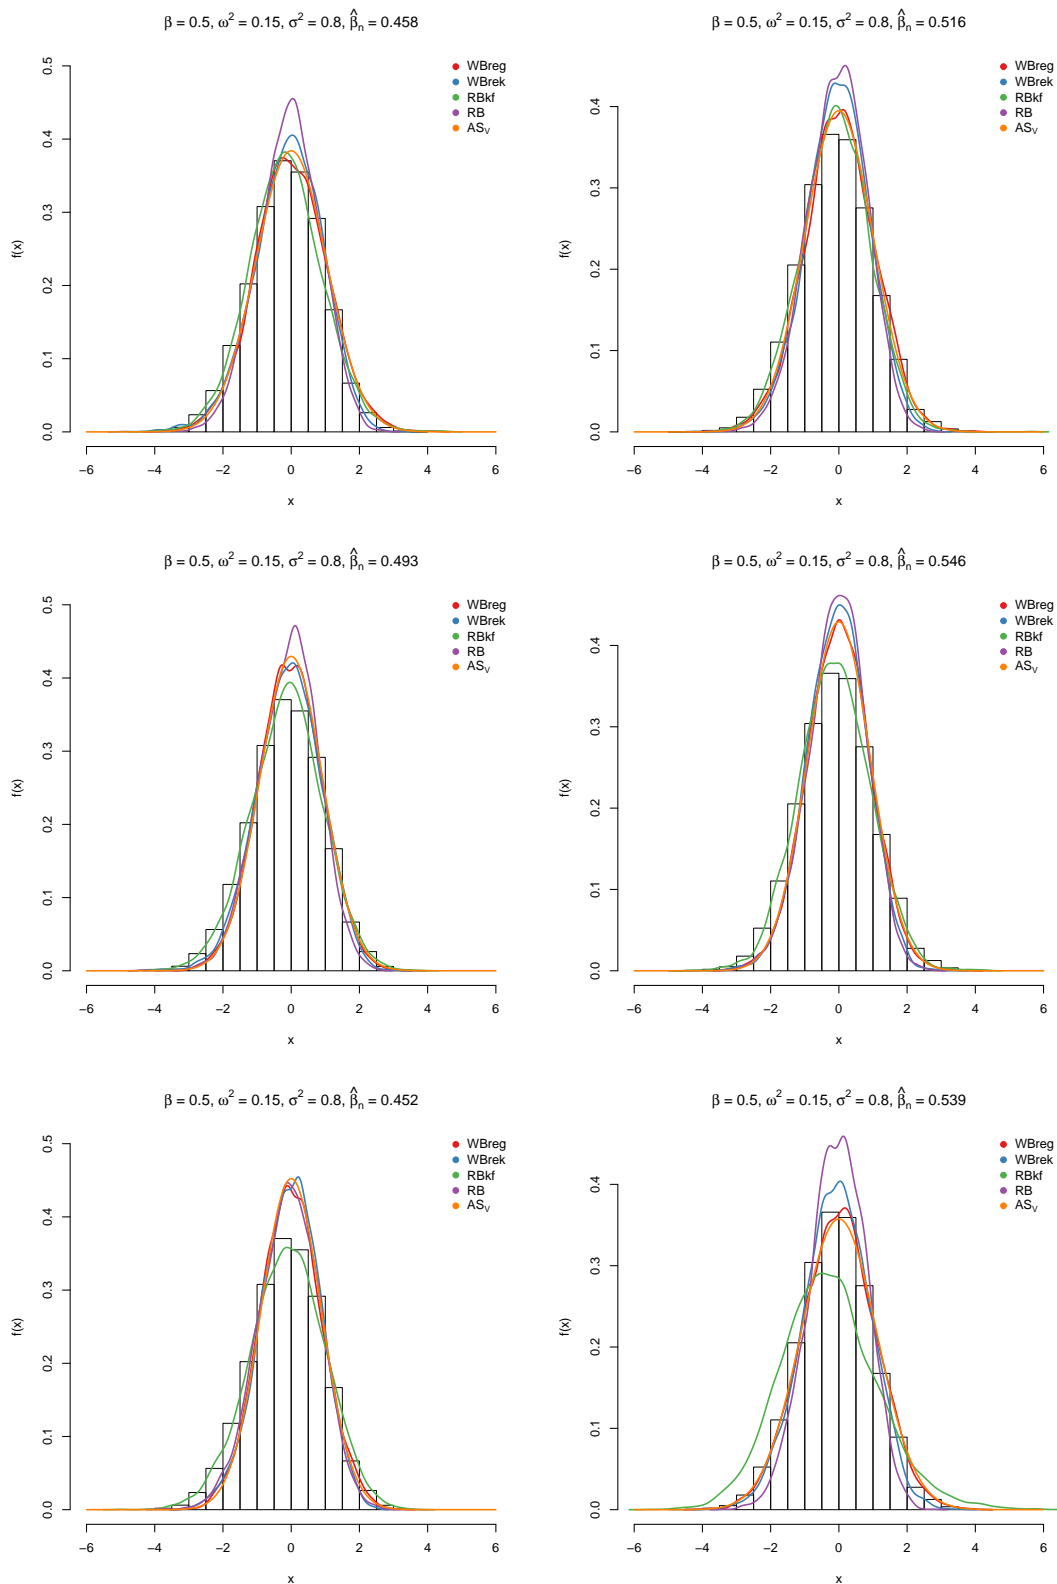 β = 0.5, ω² = 0.15, σ² = 0.8, β̂ₙ = 0.458
WBreg
WBrek
RBkf
RB
ASᵥ
0.5
0.4
0.3
0.2
0.1
0.0
f(x)
−6 −4 −2 0 2 4 6
x
β = 0.5, ω² = 0.15, σ² = 0.8, β̂ₙ = 0.516
WBreg
WBrek
RBkf
RB
ASᵥ
0.4
0.3
0.2
0.1
0.0
f(x)
−6 −4 −2 0 2 4 6
x
β = 0.5, ω² = 0.15, σ² = 0.8, β̂ₙ = 0.493
WBreg
WBrek
RBkf
RB
ASᵥ
0.5
0.4
0.3
0.2
0.1
0.0
f(x)
−6 −4 −2 0 2 4 6
x
β = 0.5, ω² = 0.15, σ² = 0.8, β̂ₙ = 0.546
WBreg
WBrek
RBkf
RB
ASᵥ
0.4
0.3
0.2
0.1
0.0
f(x)
−6 −4 −2 0 2 4 6
x
β = 0.5, ω² = 0.15, σ² = 0.8, β̂ₙ = 0.452
WBreg
WBrek
RBkf
RB
ASᵥ
0.5
0.4
0.3
0.2
0.1
0.0
f(x)
−6 −4 −2 0 2 4 6
x
β = 0.5, ω² = 0.15, σ² = 0.8, β̂ₙ = 0.539
WBreg
WBrek
RBkf
RB
ASᵥ
0.4
0.3
0.2
0.1
0.0
f(x)
−6 −4 −2 0 2 4 6
x